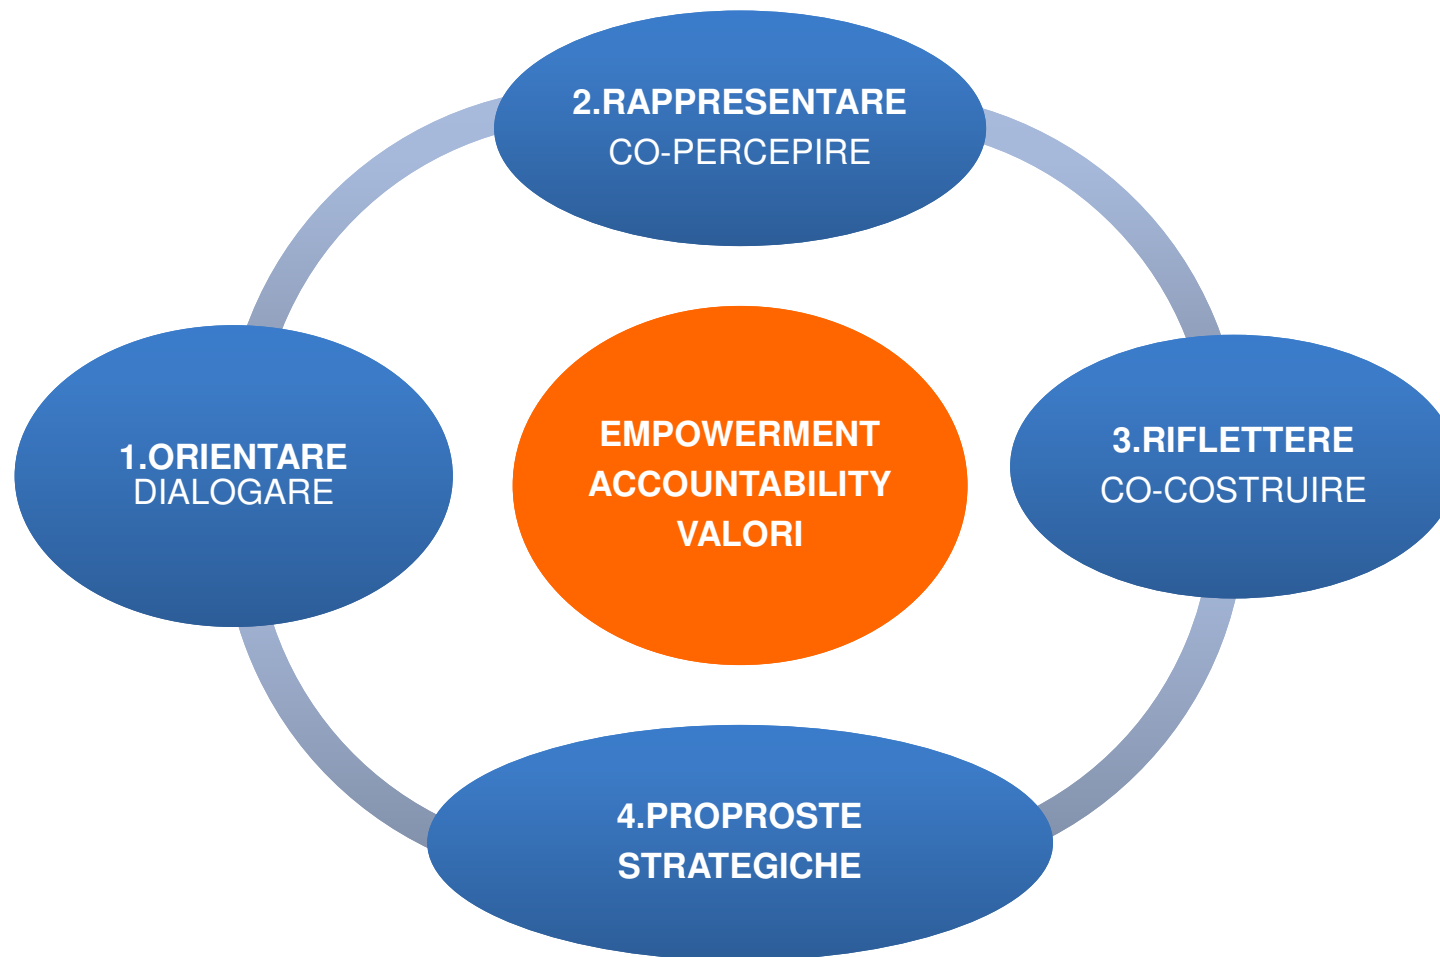 2.RAPPRESENTARE
CO-PERCEPIRE
1.ORIENTARE
DIALOGARE
EMPOWERMENT
ACCOUNTABILITY
VALORI
3.RIFLETTERE
CO-COSTRUIRE
4.PROPROSTE
STRATEGICHE